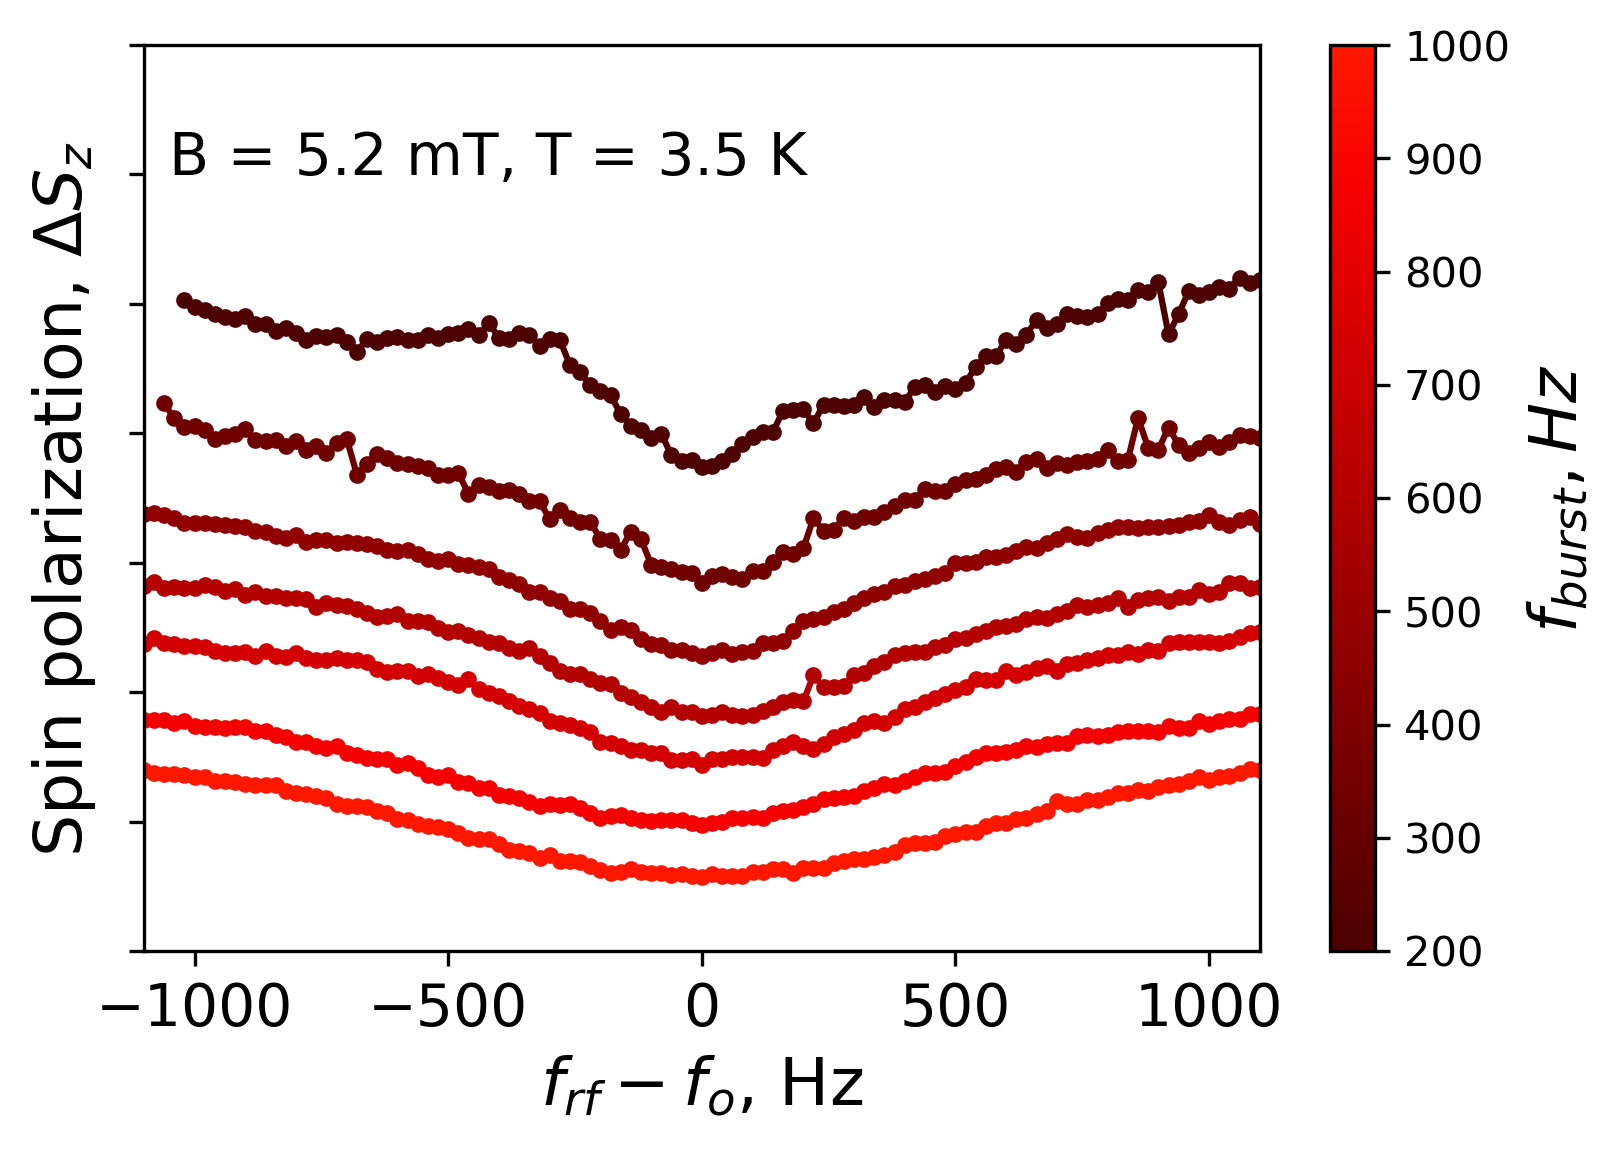 B = 5.2 mT, T = 3.5 K
Spin polarization, ΔS_z
−1000 −500 0 500 1000
f_rf − f_o, Hz
1000
900
800
700
600
500
400
300
200
f_burst, Hz